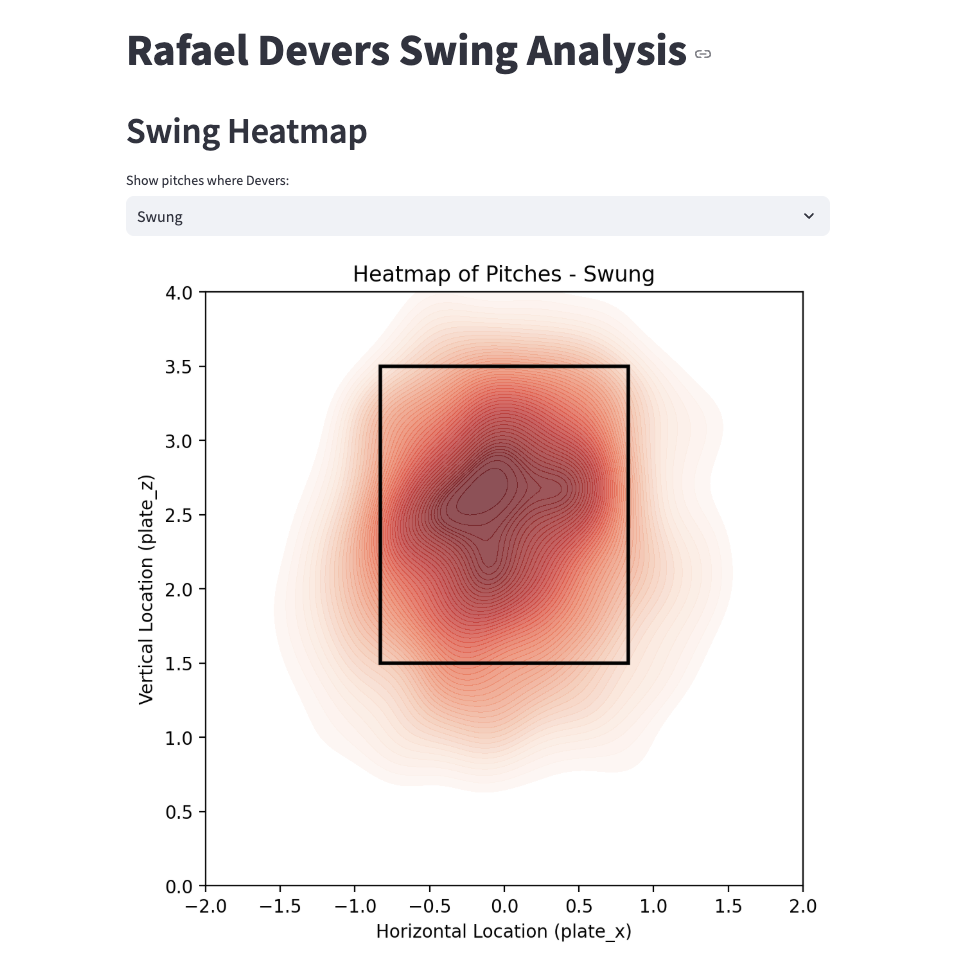 Rafael Devers Swing Analysis
Swing Heatmap
Show pitches where Devers:
Swung
Heatmap of Pitches - Swung
4.0
3.5
3.0
2.5
2.0
1.5
1.0
0.5
0.0
Vertical Location (plate_z)
−2.0 −1.5 −1.0 −0.5 0.0 0.5 1.0 1.5 2.0
Horizontal Location (plate_x)